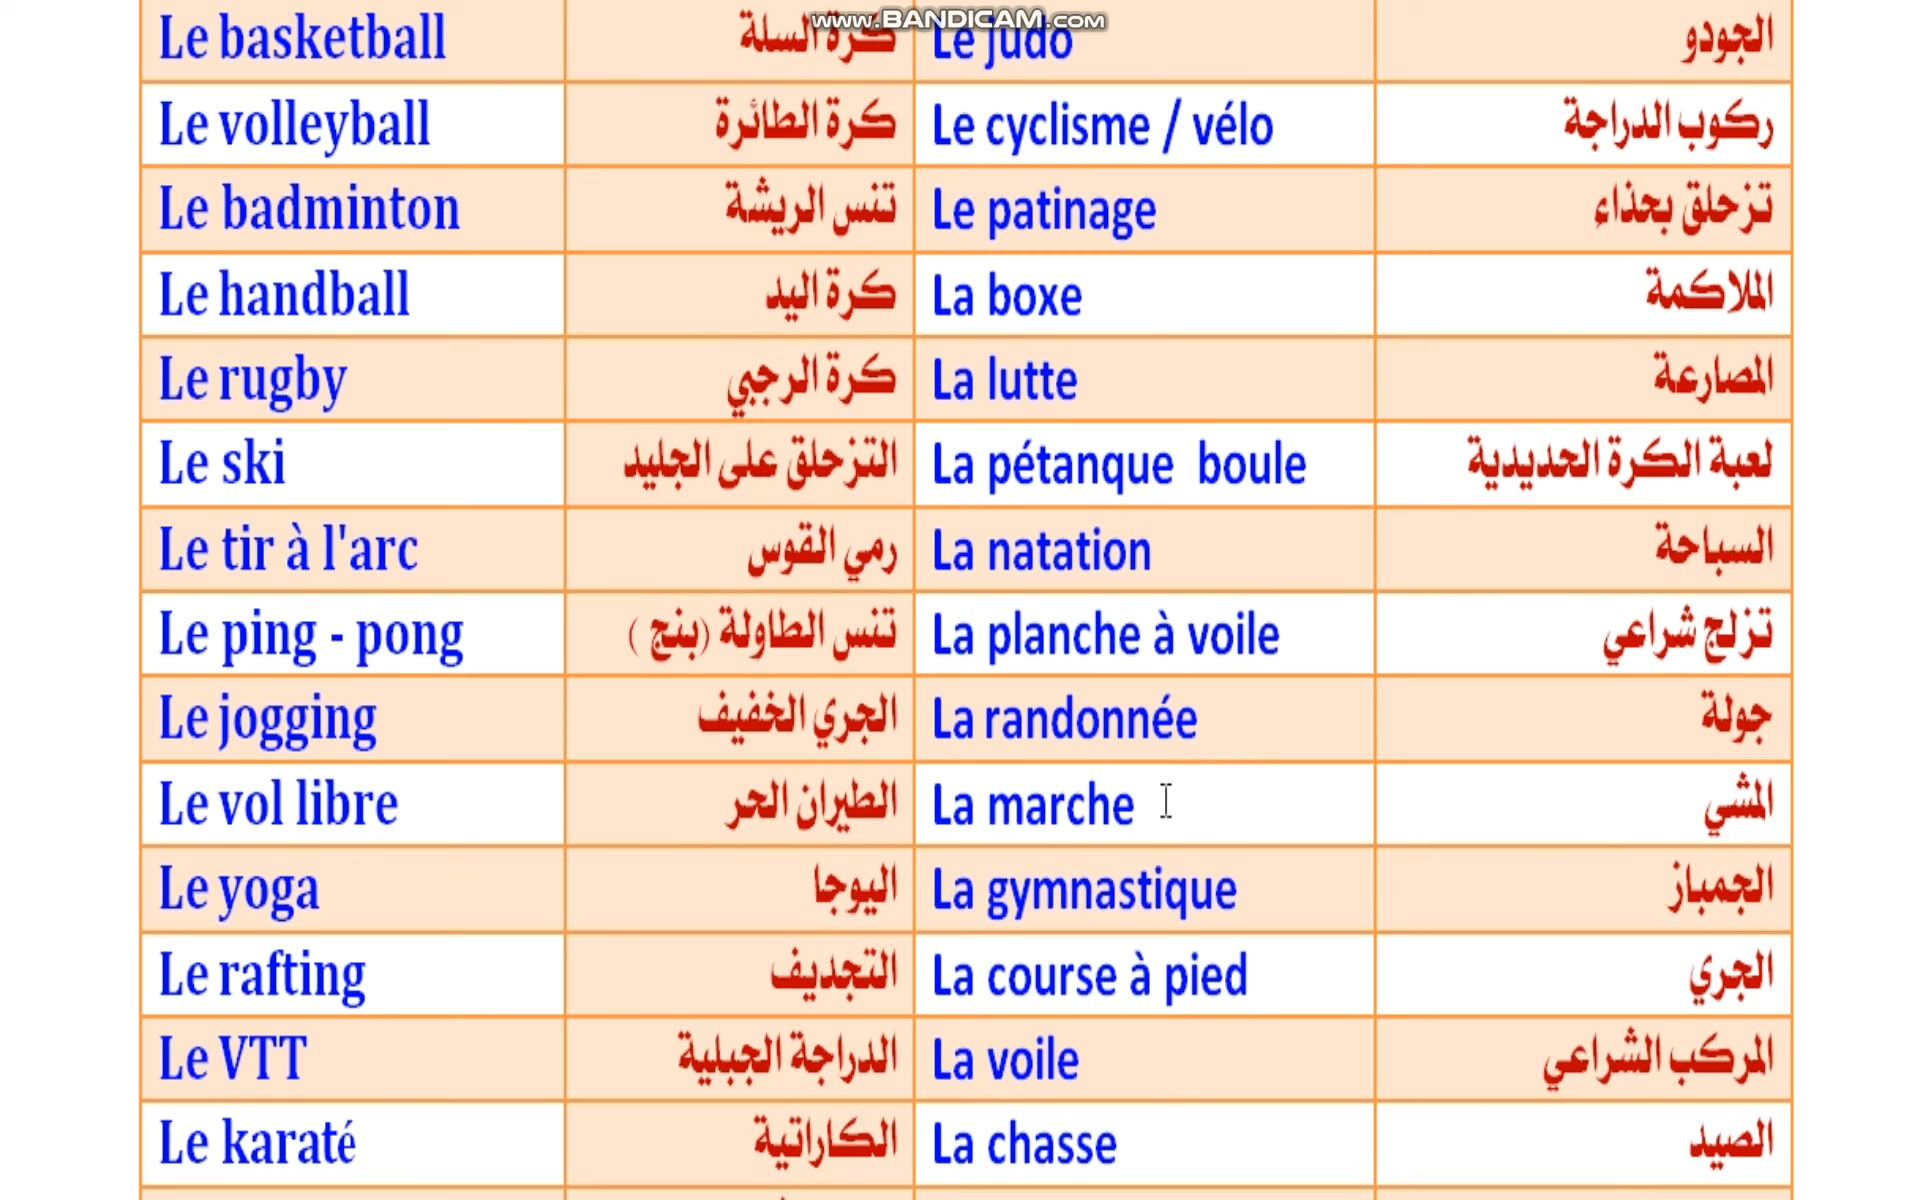 www.BANDICAM.com
Le basketball كرة السلة Le judo الجودو
Le volleyball كرة الطائرة Le cyclisme / vélo ركوب الدراجة
Le badminton تنس الريشة Le patinage تزحلق بحذاء
Le handball كرة اليد La boxe الملاكمة
Le rugby كرة الرجبي La lutte المصارعة
Le ski التزحلق على الجليد La pétanque boule لعبة الكرة الحديدية
Le tir à l'arc رمي القوس La natation السباحة
Le ping - pong تنس الطاولة (بنج ) La planche à voile تزلج شراعي
Le jogging الجري الخفيف La randonnée جولة
Le vol libre الطيران الحر La marche المشي
Le yoga اليوجا La gymnastique الجمباز
Le rafting التجديف La course à pied الجري
Le VTT الدراجة الجبلية La voile المركب الشراعي
Le karaté الكاراتية La chasse الصيد